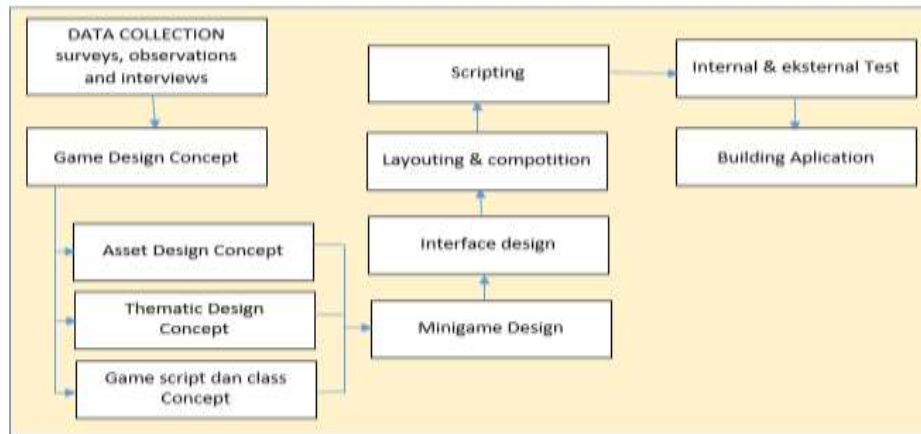 DATA COLLECTION
surveys, observations
and interviews
Game Design Concept
Asset Design Concept
Thematic Design
Concept
Game script dan class
Concept
Minigame Design
Interface design
Layouting & compotition
Scripting
Internal & eksternal Test
Building Aplication